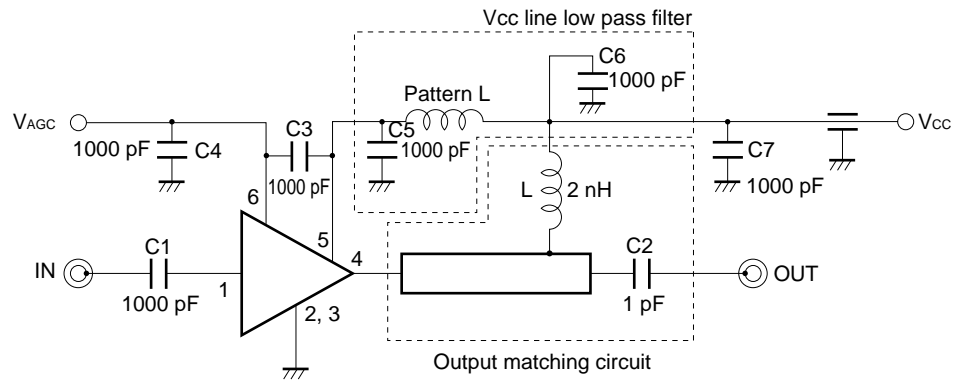 Vcc line low pass filter
C6
1000 pF
Pattern L
VAGC
C3
C5
VCC
1000 pF
C4
1000 pF
C7
1000 pF
1000 pF
L
2 nH
6
5
IN
C1
4
C2
OUT
1000 pF
1
1 pF
2, 3
Output matching circuit